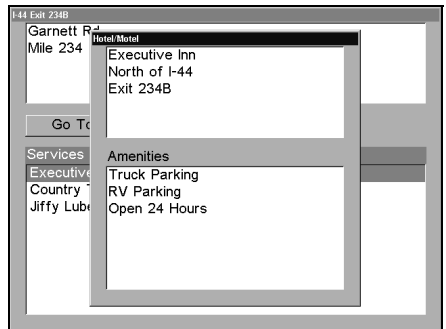 I-44 Exit 234B
Garnett Rd
Mile 234
Hotel/Motel
Executive Inn
North of I-44
Exit 234B
Go To
Services
Executive
Country
Jiffy Lube
Amenities
Truck Parking
RV Parking
Open 24 Hours